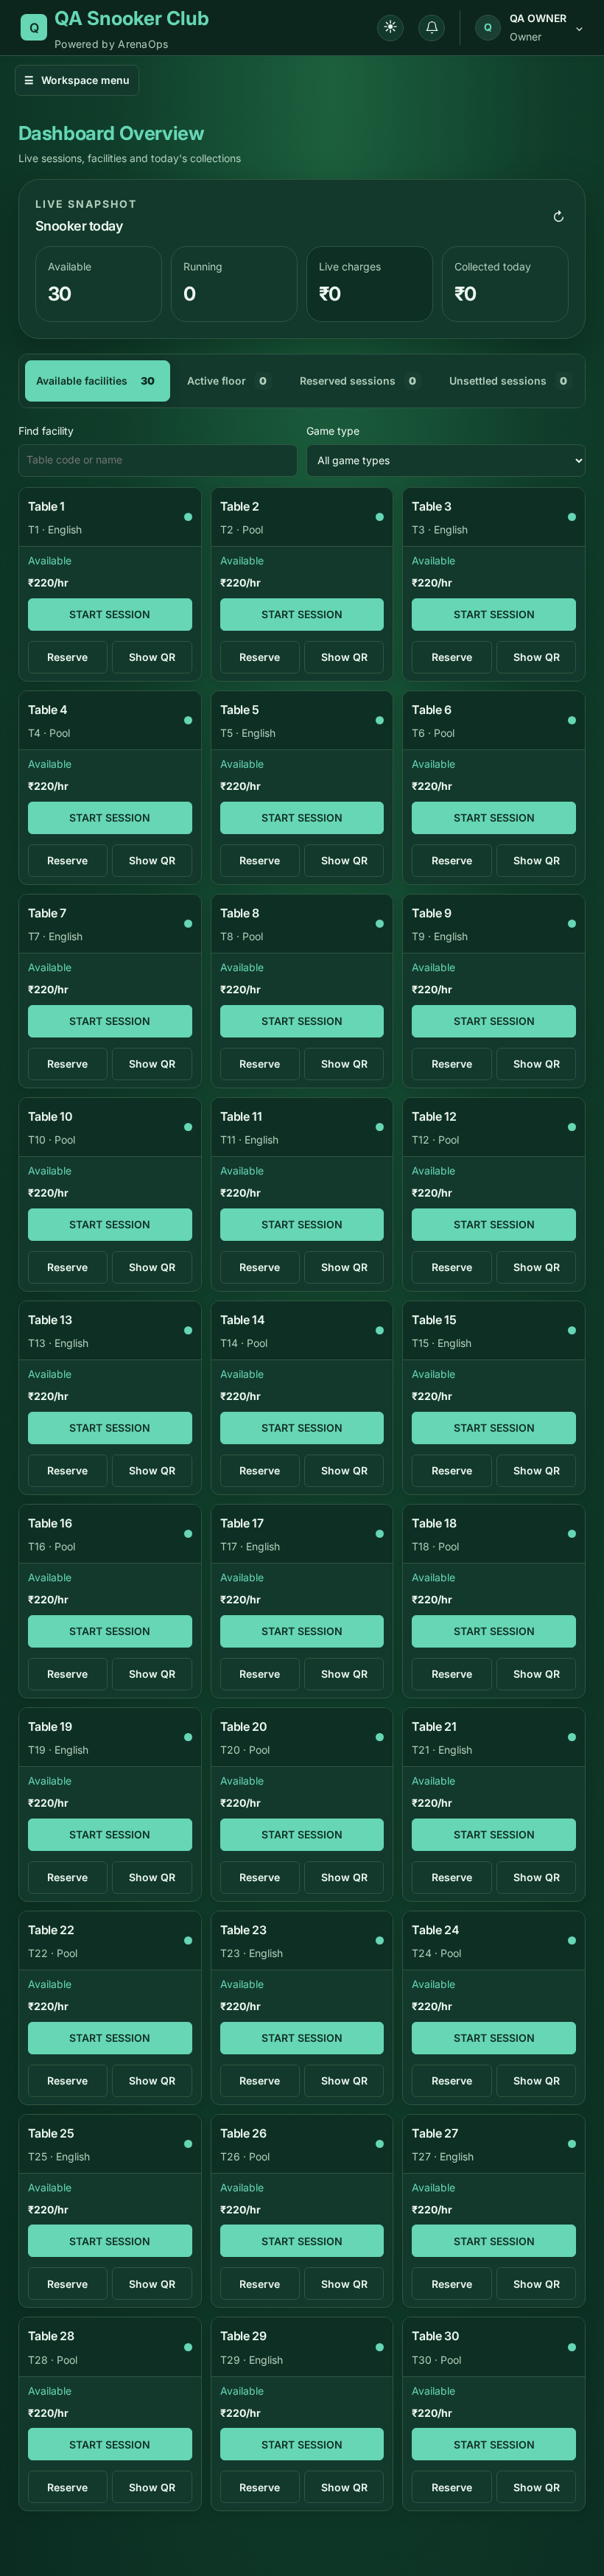 Q QA Snooker Club
Powered by ArenaOps
Q QA OWNER
Owner
☰ Workspace menu
Dashboard Overview
Live sessions, facilities and today's collections
LIVE SNAPSHOT
Snooker today
Available Running Live charges Collected today
30 0 ₹0 ₹0
Available facilities 30 Active floor 0 Reserved sessions 0 Unsettled sessions 0
Find facility Game type
Table code or name All game types
Table 1 Table 2 Table 3
T1 · English T2 · Pool T3 · English
Available Available Available
₹220/hr ₹220/hr ₹220/hr
START SESSION START SESSION START SESSION
Reserve Show QR Reserve Show QR Reserve Show QR
Table 4 Table 5 Table 6
T4 · Pool T5 · English T6 · Pool
Available Available Available
₹220/hr ₹220/hr ₹220/hr
START SESSION START SESSION START SESSION
Reserve Show QR Reserve Show QR Reserve Show QR
Table 7 Table 8 Table 9
T7 · English T8 · Pool T9 · English
Available Available Available
₹220/hr ₹220/hr ₹220/hr
START SESSION START SESSION START SESSION
Reserve Show QR Reserve Show QR Reserve Show QR
Table 10 Table 11 Table 12
T10 · Pool T11 · English T12 · Pool
Available Available Available
₹220/hr ₹220/hr ₹220/hr
START SESSION START SESSION START SESSION
Reserve Show QR Reserve Show QR Reserve Show QR
Table 13 Table 14 Table 15
T13 · English T14 · Pool T15 · English
Available Available Available
₹220/hr ₹220/hr ₹220/hr
START SESSION START SESSION START SESSION
Reserve Show QR Reserve Show QR Reserve Show QR
Table 16 Table 17 Table 18
T16 · Pool T17 · English T18 · Pool
Available Available Available
₹220/hr ₹220/hr ₹220/hr
START SESSION START SESSION START SESSION
Reserve Show QR Reserve Show QR Reserve Show QR
Table 19 Table 20 Table 21
T19 · English T20 · Pool T21 · English
Available Available Available
₹220/hr ₹220/hr ₹220/hr
START SESSION START SESSION START SESSION
Reserve Show QR Reserve Show QR Reserve Show QR
Table 22 Table 23 Table 24
T22 · Pool T23 · English T24 · Pool
Available Available Available
₹220/hr ₹220/hr ₹220/hr
START SESSION START SESSION START SESSION
Reserve Show QR Reserve Show QR Reserve Show QR
Table 25 Table 26 Table 27
T25 · English T26 · Pool T27 · English
Available Available Available
₹220/hr ₹220/hr ₹220/hr
START SESSION START SESSION START SESSION
Reserve Show QR Reserve Show QR Reserve Show QR
Table 28 Table 29 Table 30
T28 · Pool T29 · English T30 · Pool
Available Available Available
₹220/hr ₹220/hr ₹220/hr
START SESSION START SESSION START SESSION
Reserve Show QR Reserve Show QR Reserve Show QR